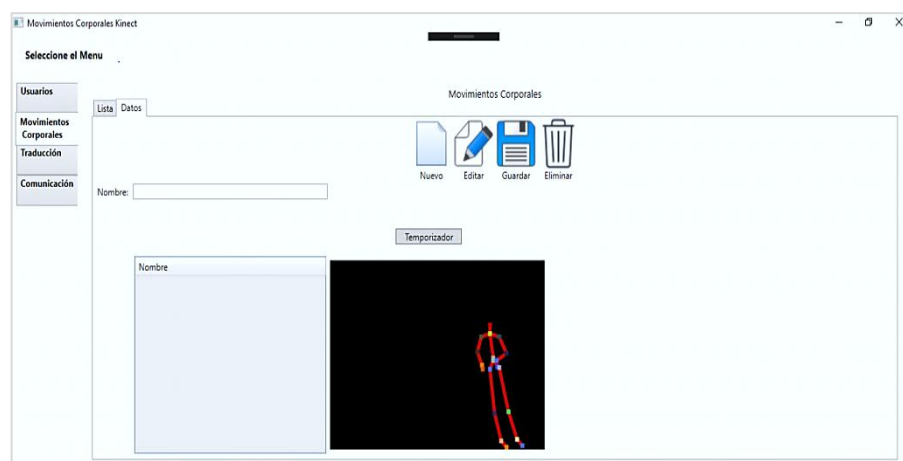 Movimientos Corporales Kinect
Seleccione el Menu
Usuarios
Movimientos
Corporales
Traducción
Comunicación
Movimientos Corporales
Lista Datos
Nuevo Editar Guardar Eliminar
Nombre:
Temporizador
Nombre